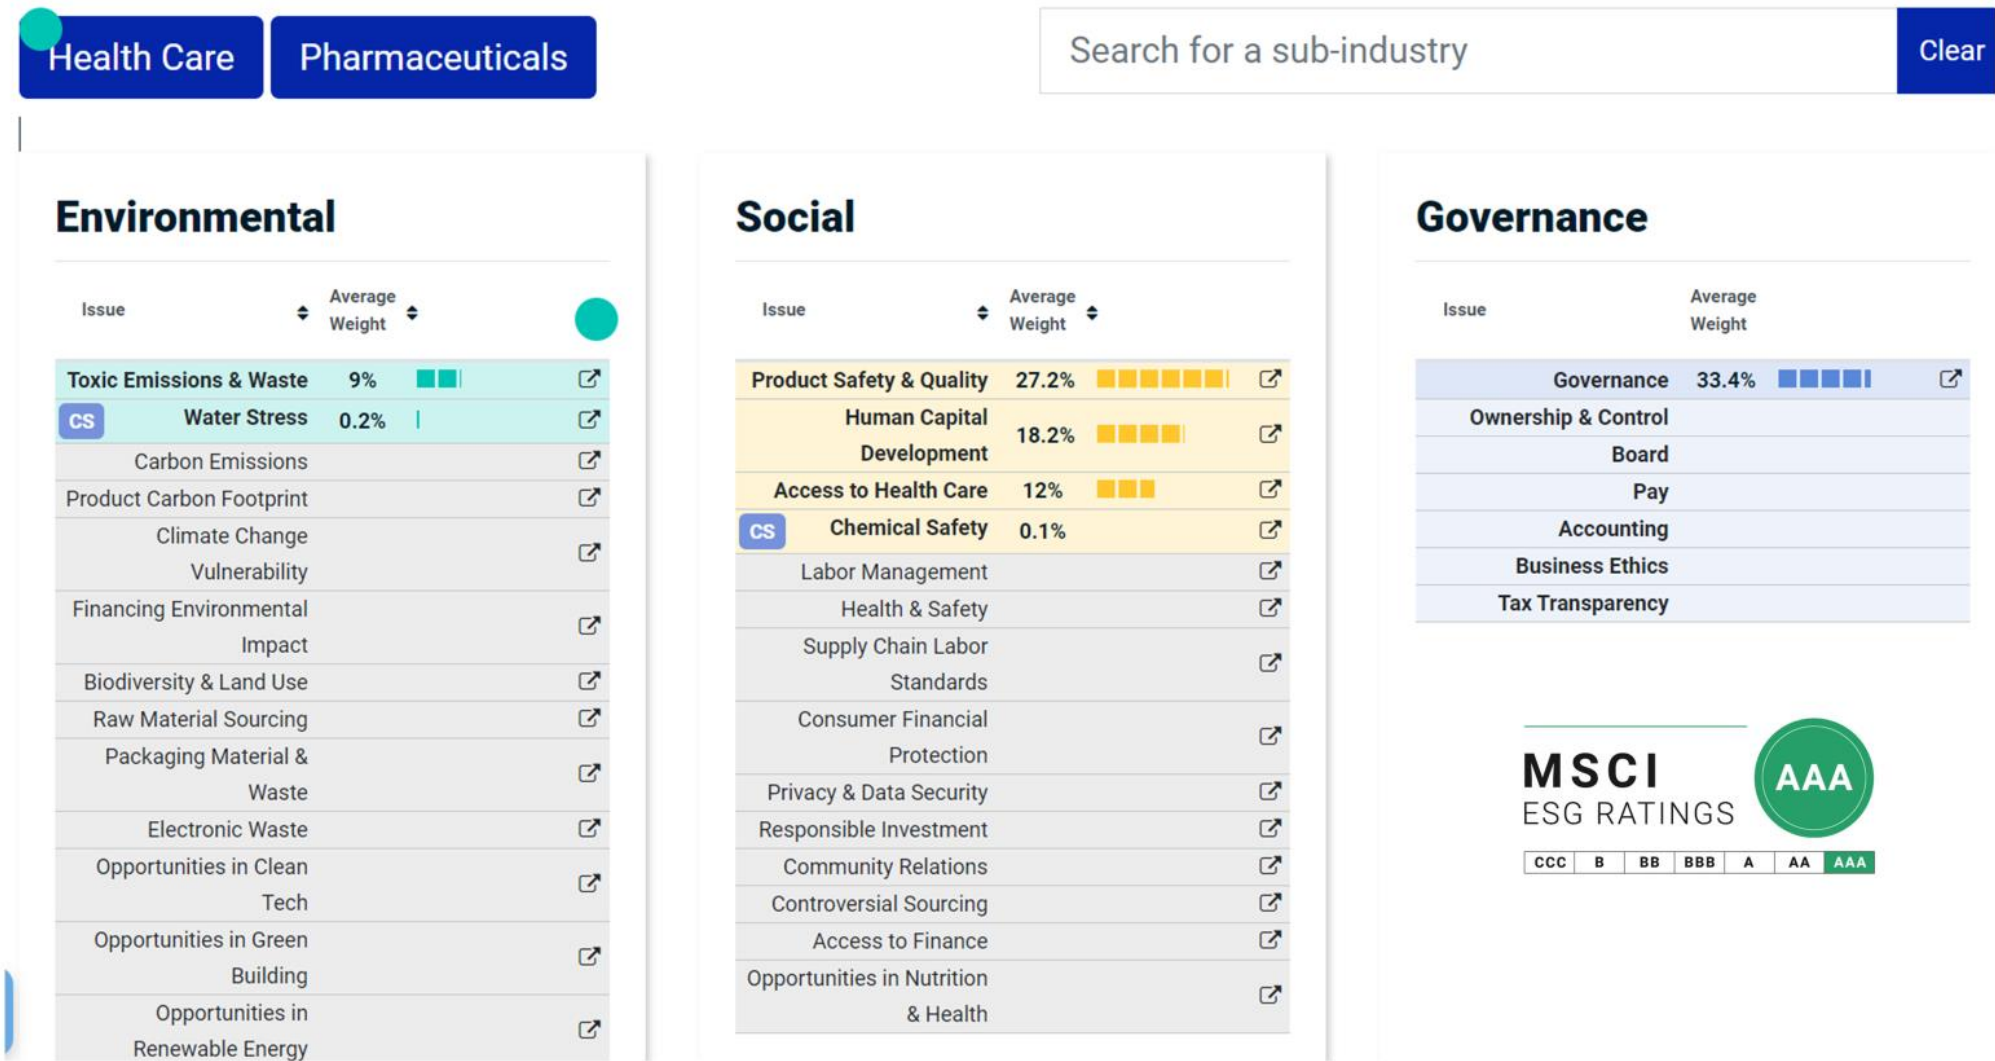 Health Care
Pharmaceuticals
Search for a sub-industry
Clear
Environmental
Issue
Average
Weight
Toxic Emissions & Waste 9%
CS Water Stress 0.2%
Carbon Emissions
Product Carbon Footprint
Climate Change
Vulnerability
Financing Environmental
Impact
Biodiversity & Land Use
Raw Material Sourcing
Packaging Material &
Waste
Electronic Waste
Opportunities in Clean
Tech
Opportunities in Green
Building
Opportunities in
Renewable Energy
Social
Issue
Average
Weight
Product Safety & Quality 27.2%
Human Capital
Development
18.2%
Access to Health Care 12%
CS Chemical Safety 0.1%
Labor Management
Health & Safety
Supply Chain Labor
Standards
Consumer Financial
Protection
Privacy & Data Security
Responsible Investment
Community Relations
Controversial Sourcing
Access to Finance
Opportunities in Nutrition
& Health
Governance
Issue
Average
Weight
Governance 33.4%
Ownership & Control
Board
Pay
Accounting
Business Ethics
Tax Transparency
MSCI
ESG RATINGS
AAA
CCC B BB BBB A AA AAA